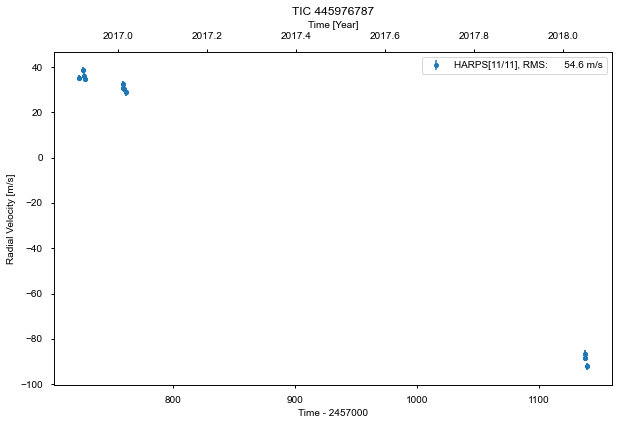 TIC 445976787
Time [Year]
2017.0 2017.2 2017.4 2017.6 2017.8 2018.0
HARPS[11/11], RMS: 54.6 m/s
40
20
0
−20
−40
−60
−80
−100
Radial Velocity [m/s]
800 900 1000 1100
Time - 2457000